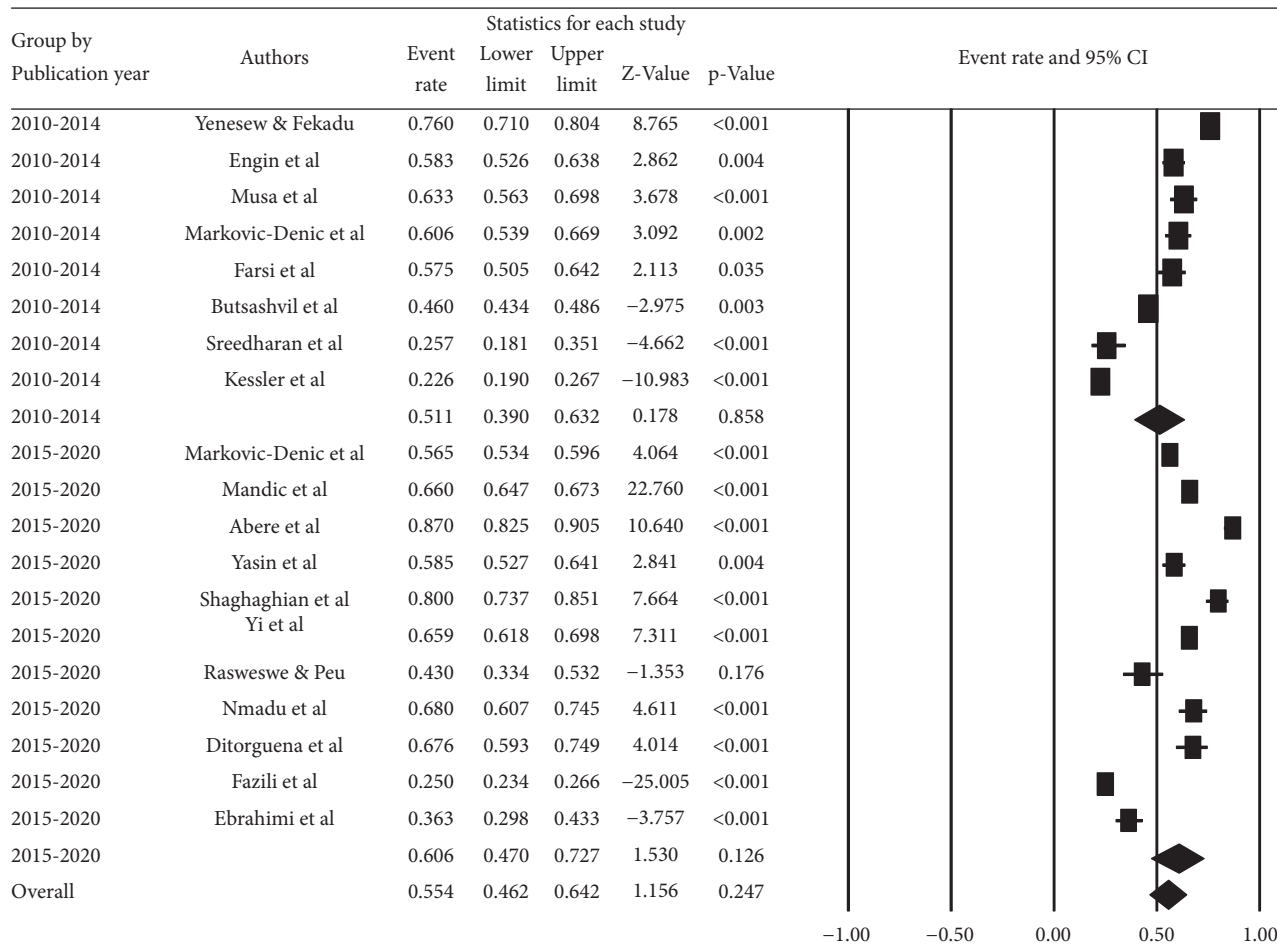 Group by Publication year Authors Statistics for each study Event rate and 95% CI
Event rate Lower limit Upper limit Z-Value p-Value
2010-2014 Yenesew & Fekadu 0.760 0.710 0.804 8.765 <0.001
2010-2014 Engin et al 0.583 0.526 0.638 2.862 0.004
2010-2014 Musa et al 0.633 0.563 0.698 3.678 <0.001
2010-2014 Markovic-Denic et al 0.606 0.539 0.669 3.092 0.002
2010-2014 Farsi et al 0.575 0.505 0.642 2.113 0.035
2010-2014 Butsashvil et al 0.460 0.434 0.486 −2.975 0.003
2010-2014 Sreedharan et al 0.257 0.181 0.351 −4.662 <0.001
2010-2014 Kessler et al 0.226 0.190 0.267 −10.983 <0.001
2010-2014 0.511 0.390 0.632 0.178 0.858
2015-2020 Markovic-Denic et al 0.565 0.534 0.596 4.064 <0.001
2015-2020 Mandic et al 0.660 0.647 0.673 22.760 <0.001
2015-2020 Abere et al 0.870 0.825 0.905 10.640 <0.001
2015-2020 Yasin et al 0.585 0.527 0.641 2.841 0.004
2015-2020 Shaghaghian et al 0.800 0.737 0.851 7.664 <0.001
2015-2020 Yi et al 0.659 0.618 0.698 7.311 <0.001
2015-2020 Rasweswe & Peu 0.430 0.334 0.532 −1.353 0.176
2015-2020 Nmadu et al 0.680 0.607 0.745 4.611 <0.001
2015-2020 Ditorguena et al 0.676 0.593 0.749 4.014 <0.001
2015-2020 Fazili et al 0.250 0.234 0.266 −25.005 <0.001
2015-2020 Ebrahimi et al 0.363 0.298 0.433 −3.757 <0.001
2015-2020 0.606 0.470 0.727 1.530 0.126
Overall 0.554 0.462 0.642 1.156 0.247
−1.00 −0.50 0.00 0.50 1.00